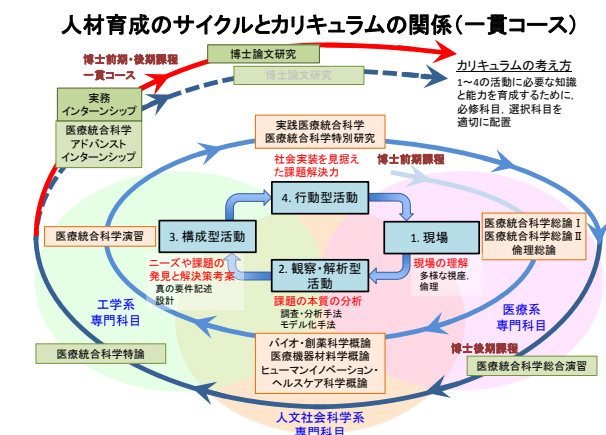 人材育成のサイクルとカリキュラムの関係（一貫コース）
博士前期・後期課程
一貫コース
博士論文研究
博士論文研究
カリキュラムの考え方
1～4の活動に必要な知識
と能力を育成するために，
必修科目，選択科目を
適切に配置
実務
インターンシップ
医療統合科学
アドバンスト
インターンシップ
実践医療統合科学
医療統合科学特別研究
社会実装を見据え
た課題解決力
博士前期課程
4. 行動型活動
医療統合科学演習
3. 構成型活動
1. 現場
医療統合科学総論Ⅰ
医療統合科学総論Ⅱ
倫理総論
ニーズや課題の
発見と解決策考案
真の要件記述
設計
2. 観察・解析型
活動
現場の理解
多様な視座，
倫理
課題の本質の分析
調査・分析手法
モデル化手法
工学系
専門科目
医療系
専門科目
バイオ・創薬科学概論
医療機器材料学概論
ヒューマンイノベーション・
ヘルスケア科学概論
博士後期課程
医療統合科学特論
医療統合科学総合演習
人文社会科学系
専門科目